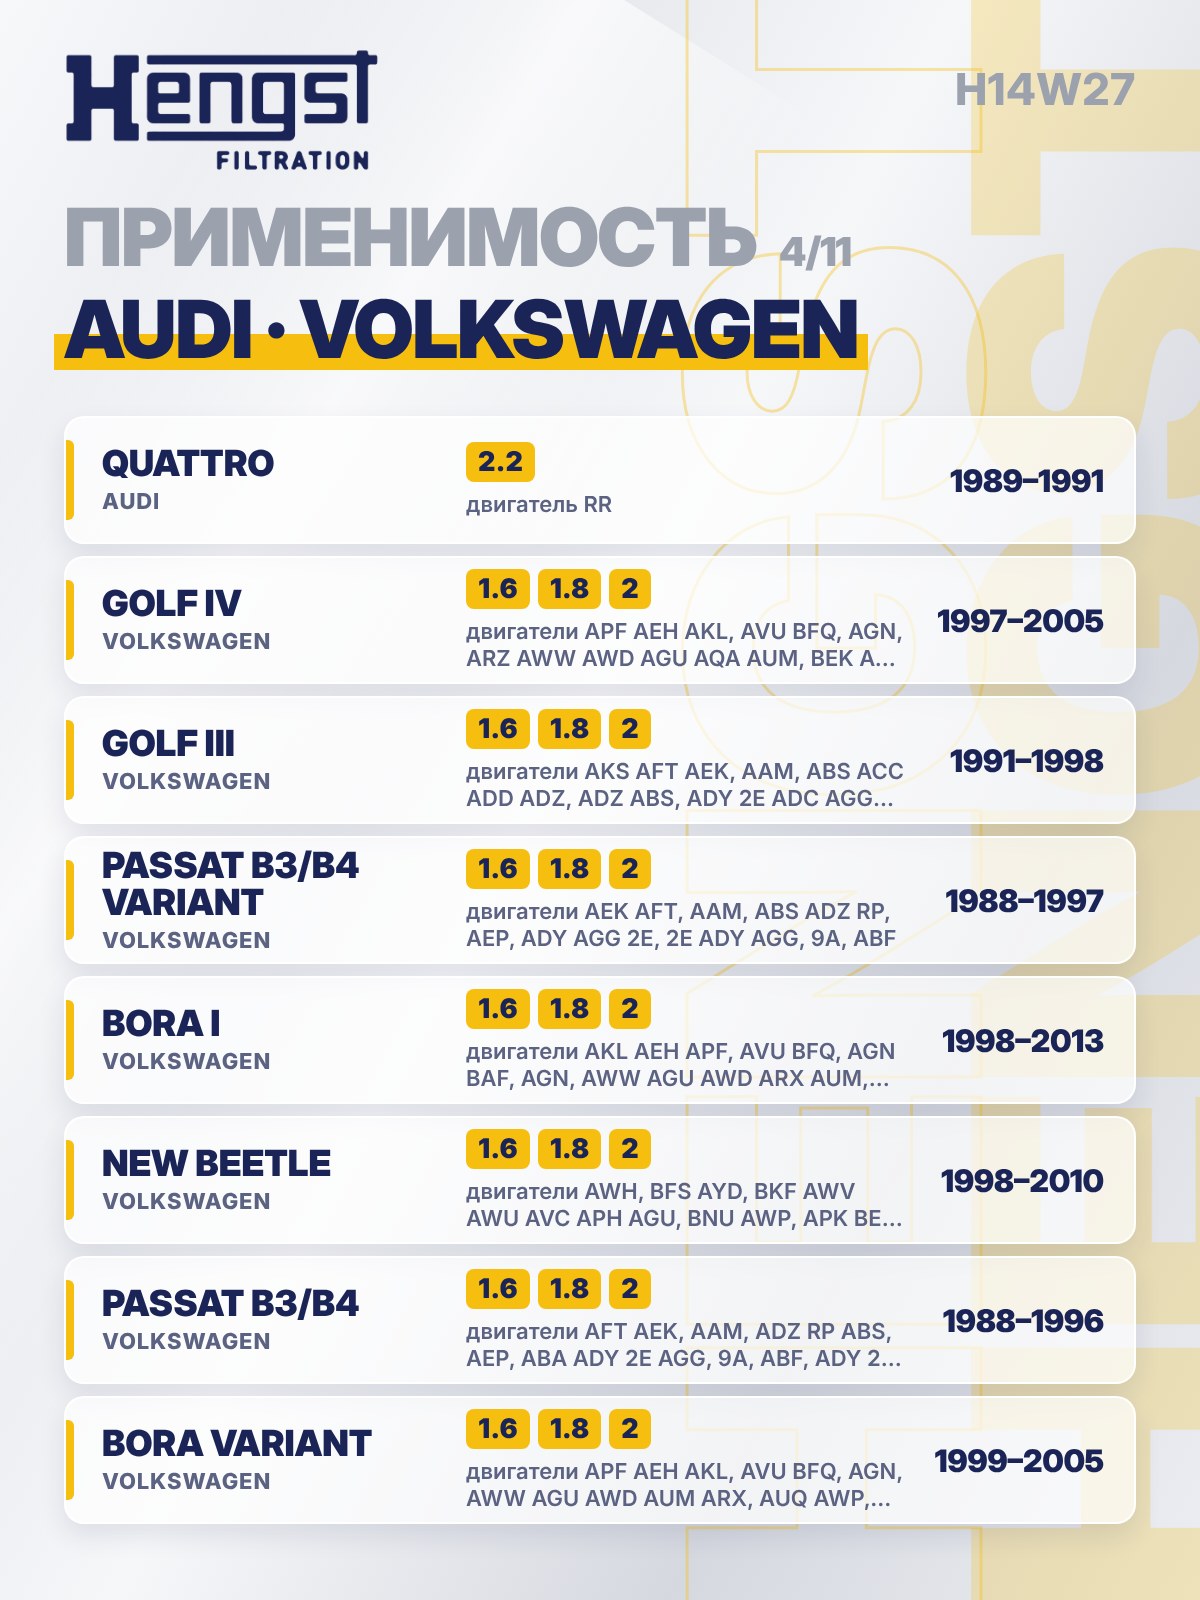 Hengst
FILTRATION
H14W27
ПРИМЕНИМОСТЬ 4/11
AUDI · VOLKSWAGEN
QUATTRO
AUDI
2.2
двигатель RR
1989–1991
GOLF IV
VOLKSWAGEN
1.6 1.8 2
двигатели APF AEH AKL, AVU BFQ, AGN,
ARZ AWW AWD AGU AQA AUM, BEK A...
1997–2005
GOLF III
VOLKSWAGEN
1.6 1.8 2
двигатели AKS AFT AEK, AAM, ABS ACC
ADD ADZ, ADZ ABS, ADY 2E ADC AGG...
1991–1998
PASSAT B3/B4
VARIANT
VOLKSWAGEN
1.6 1.8 2
двигатели AEK AFT, AAM, ABS ADZ RP,
AEP, ADY AGG 2E, 2E ADY AGG, 9A, ABF
1988–1997
BORA I
VOLKSWAGEN
1.6 1.8 2
двигатели AKL AEH APF, AVU BFQ, AGN
BAF, AGN, AWW AGU AWD ARX AUM,...
1998–2013
NEW BEETLE
VOLKSWAGEN
1.6 1.8 2
двигатели AWH, BFS AYD, BKF AWV
AWU AVC APH AGU, BNU AWP, APK BE...
1998–2010
PASSAT B3/B4
VOLKSWAGEN
1.6 1.8 2
двигатели AFT AEK, AAM, ADZ RP ABS,
AEP, ABA ADY 2E AGG, 9A, ABF, ADY 2...
1988–1996
BORA VARIANT
VOLKSWAGEN
1.6 1.8 2
двигатели APF AEH AKL, AVU BFQ, AGN,
AWW AGU AWD AUM ARX, AUQ AWP,...
1999–2005
HENGST